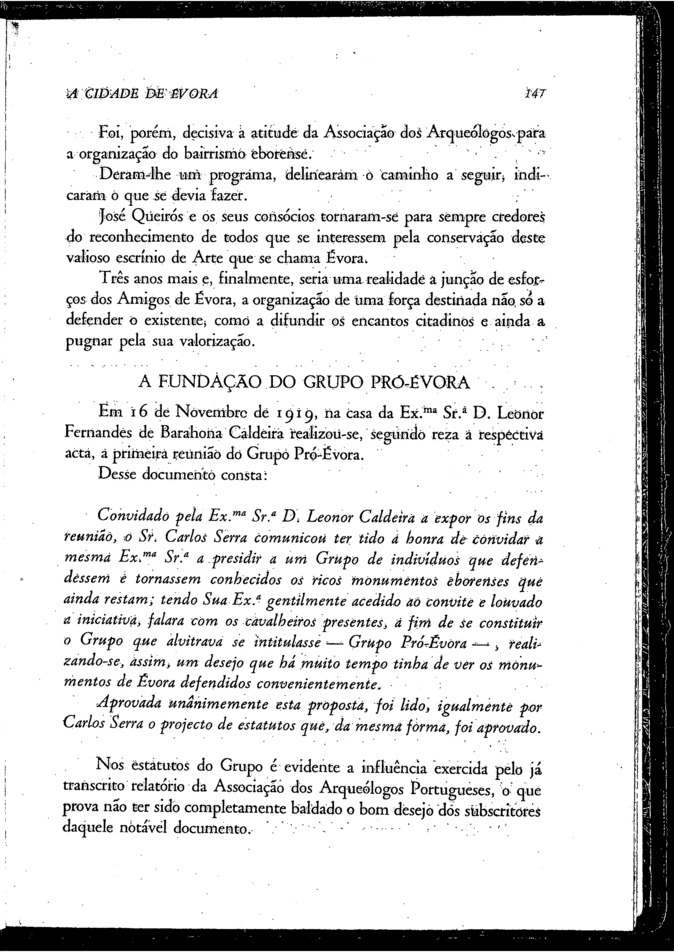 A CIDADE DE ÉVORA 147
Foi, porém, decisiva a atitude da Associação dos Arqueólogos para
a organização do bairrismo eborense.
Deram-lhe um programa, delinearam o caminho a seguir, indi-
caram o que se devia fazer.
José Queirós e os seus consócios tornaram-se para sempre credores
do reconhecimento de todos que se interessem pela conservação deste
valioso escrínio de Arte que se chama Évora.
Três anos mais e, finalmente, seria uma realidade a junção de esfor-
ços dos Amigos de Évora, a organização de uma força destinada não só a
defender o existente, como a difundir os encantos citadinos e ainda a
pugnar pela sua valorização.
A FUNDAÇÃO DO GRUPO PRÓ-ÉVORA
Em 16 de Novembro de 1919, na casa da Ex.ma Sr.a D. Leonor
Fernandes de Barahona Caldeira realizou-se, segundo reza a respectiva
acta, a primeira reunião do Grupo Pró-Évora.
Desse documento consta:
Convidado pela Ex.ma Sr.a D. Leonor Caldeira a expor os fins da
reunião, o Sr. Carlos Serra comunicou ter tido a honra de convidar a
mesma Ex.ma Sr.a a presidir a um Grupo de indivíduos que defen-
dessem e tornassem conhecidos os ricos monumentos eborenses que
ainda restam; tendo Sua Ex.a gentilmente acedido ao convite e louvado
a iniciativa, falara com os cavalheiros presentes, a fim de se constituir
o Grupo que alvitrava se intitulasse — Grupo Pró-Évora —, reali-
zando-se, assim, um desejo que há muito tempo tinha de ver os monu-
mentos de Évora defendidos convenientemente.
Aprovada unânimemente esta proposta, foi lido, igualmente por
Carlos Serra o projecto de estatutos que, da mesma forma, foi aprovado.
Nos estatutos do Grupo é evidente a influência exercida pelo já
transcrito relatório da Associação dos Arqueólogos Portugueses, o que
prova não ter sido completamente baldado o bom desejo dos subscritores
daquele notável documento.